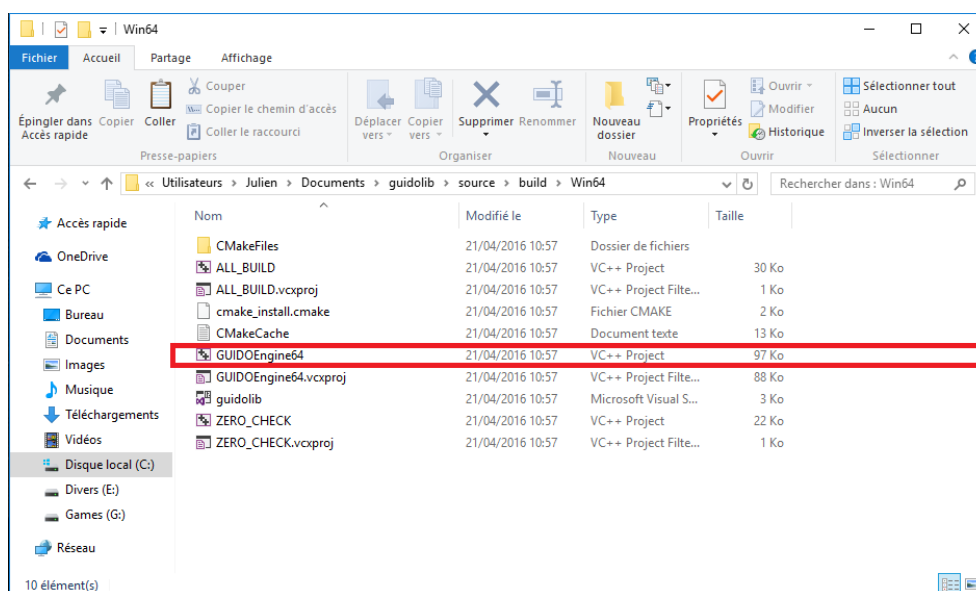 Win64
Fichier Accueil Partage Affichage
Épingler dans Accès rapide
Copier
Coller
Couper
Copier le chemin d'accès
Coller le raccourci
Presse-papiers
Déplacer vers
Copier vers
Supprimer
Renommer
Organiser
Nouveau dossier
Nouveau
Propriétés
Ouvrir
Modifier
Historique
Ouvrir
Sélectionner tout
Aucun
Inverser la sélection
Sélectionner
« Utilisateurs › Julien › Documents › guidolib › source › build › Win64
Rechercher dans : Win64
Accès rapide
OneDrive
Ce PC
Bureau
Documents
Images
Musique
Téléchargements
Vidéos
Disque local (C:)
Divers (E:)
Games (G:)
Réseau
Nom Modifié le Type Taille
CMakeFiles 21/04/2016 10:57 Dossier de fichiers
ALL_BUILD 21/04/2016 10:57 VC++ Project 30 Ko
ALL_BUILD.vcxproj 21/04/2016 10:57 VC++ Project Filte... 1 Ko
cmake_install.cmake 21/04/2016 10:57 Fichier CMAKE 2 Ko
CMakeCache 21/04/2016 10:57 Document texte 13 Ko
GUIDOEngine64 21/04/2016 10:57 VC++ Project 97 Ko
GUIDOEngine64.vcxproj 21/04/2016 10:57 VC++ Project Filte... 88 Ko
guidolib 21/04/2016 10:57 Microsoft Visual S... 3 Ko
ZERO_CHECK 21/04/2016 10:57 VC++ Project 22 Ko
ZERO_CHECK.vcxproj 21/04/2016 10:57 VC++ Project Filte... 1 Ko
10 élément(s)